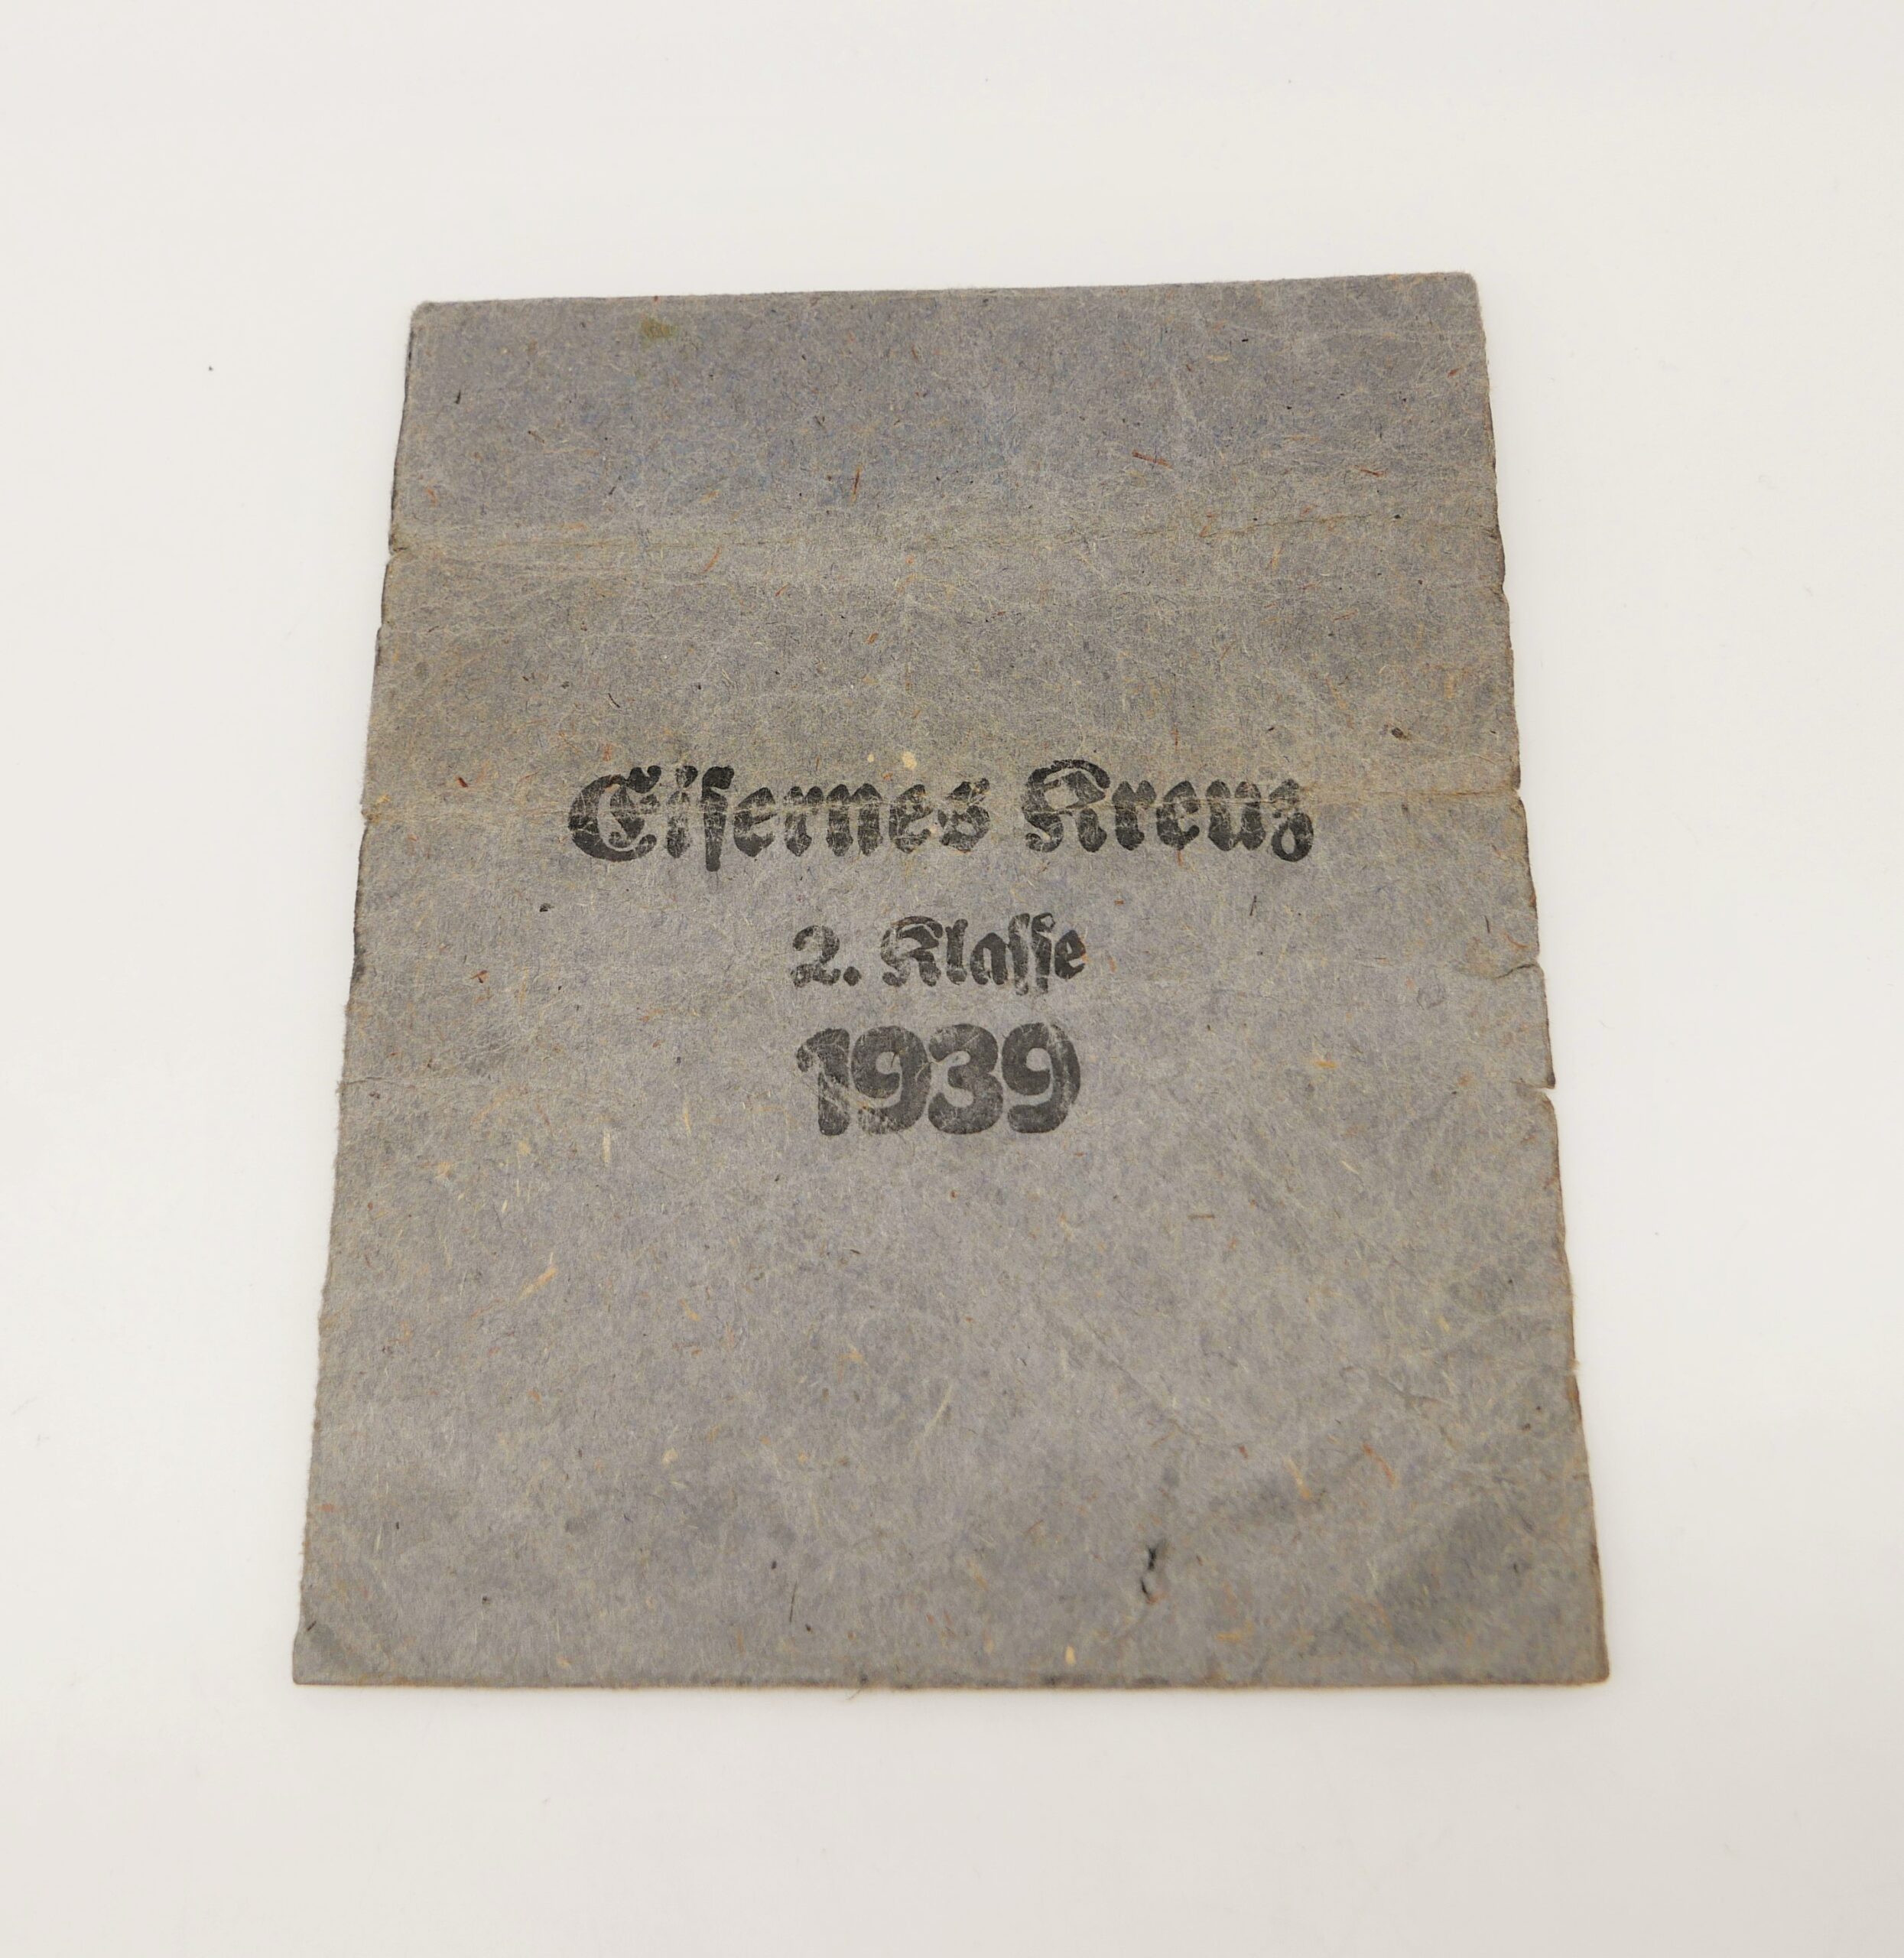 Eiſernes Kreuz
2. Klaſſe
1939